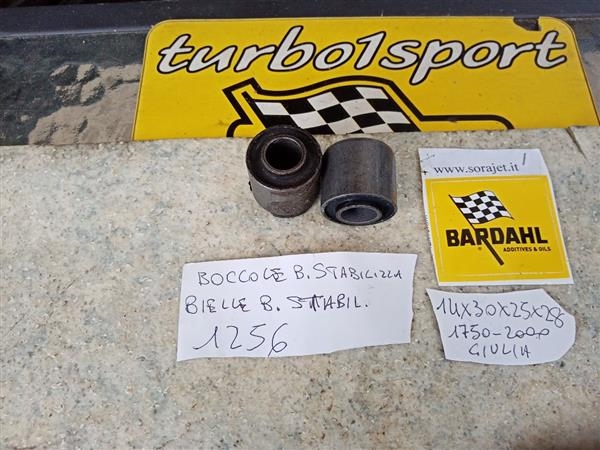 turbo1sport
www.sorajet.it
BARDAHL
ADDITIVES & OILS
BOCCOLE B. STABILIZZA
BIELLE B. STABIL.
1256
14X30X25X28
1750-2000
GIULIA